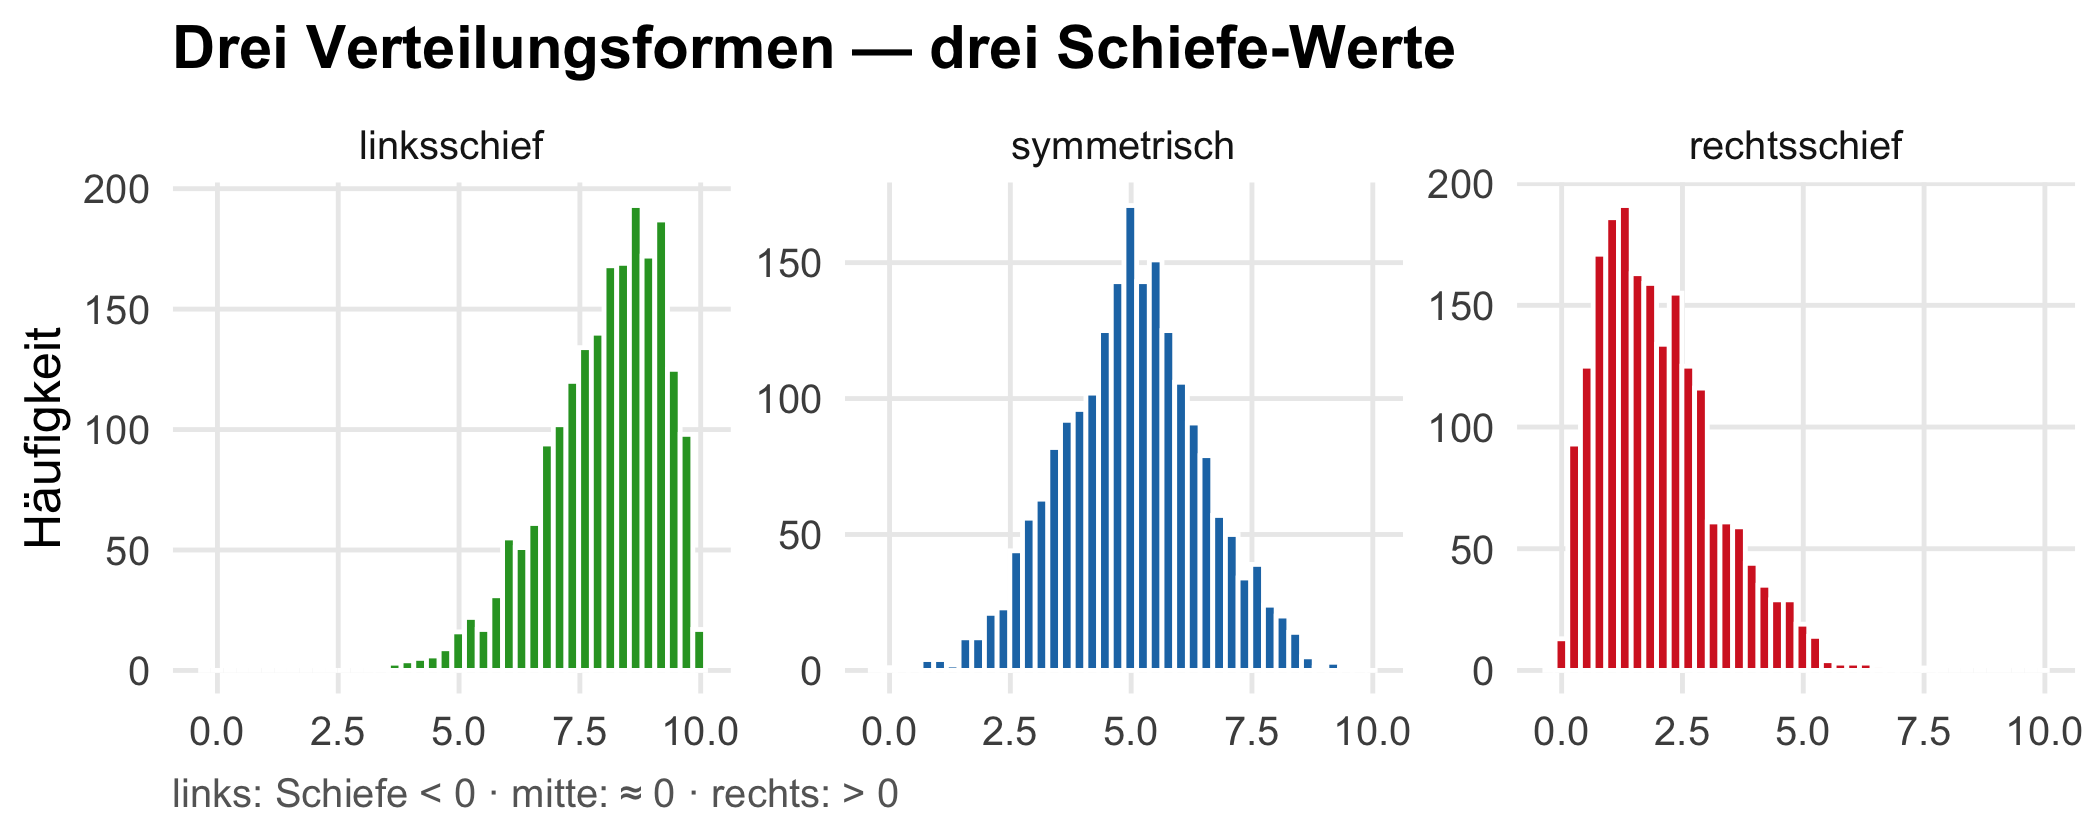 Drei Verteilungsformen — drei Schiefe-Werte
linksschief
symmetrisch
rechtsschief
Häufigkeit
200
150
100
50
0
0.0 2.5 5.0 7.5 10.0
150
100
50
0
0.0 2.5 5.0 7.5 10.0
200
150
100
50
0
0.0 2.5 5.0 7.5 10.0
links: Schiefe < 0 · mitte: ≈ 0 · rechts: > 0